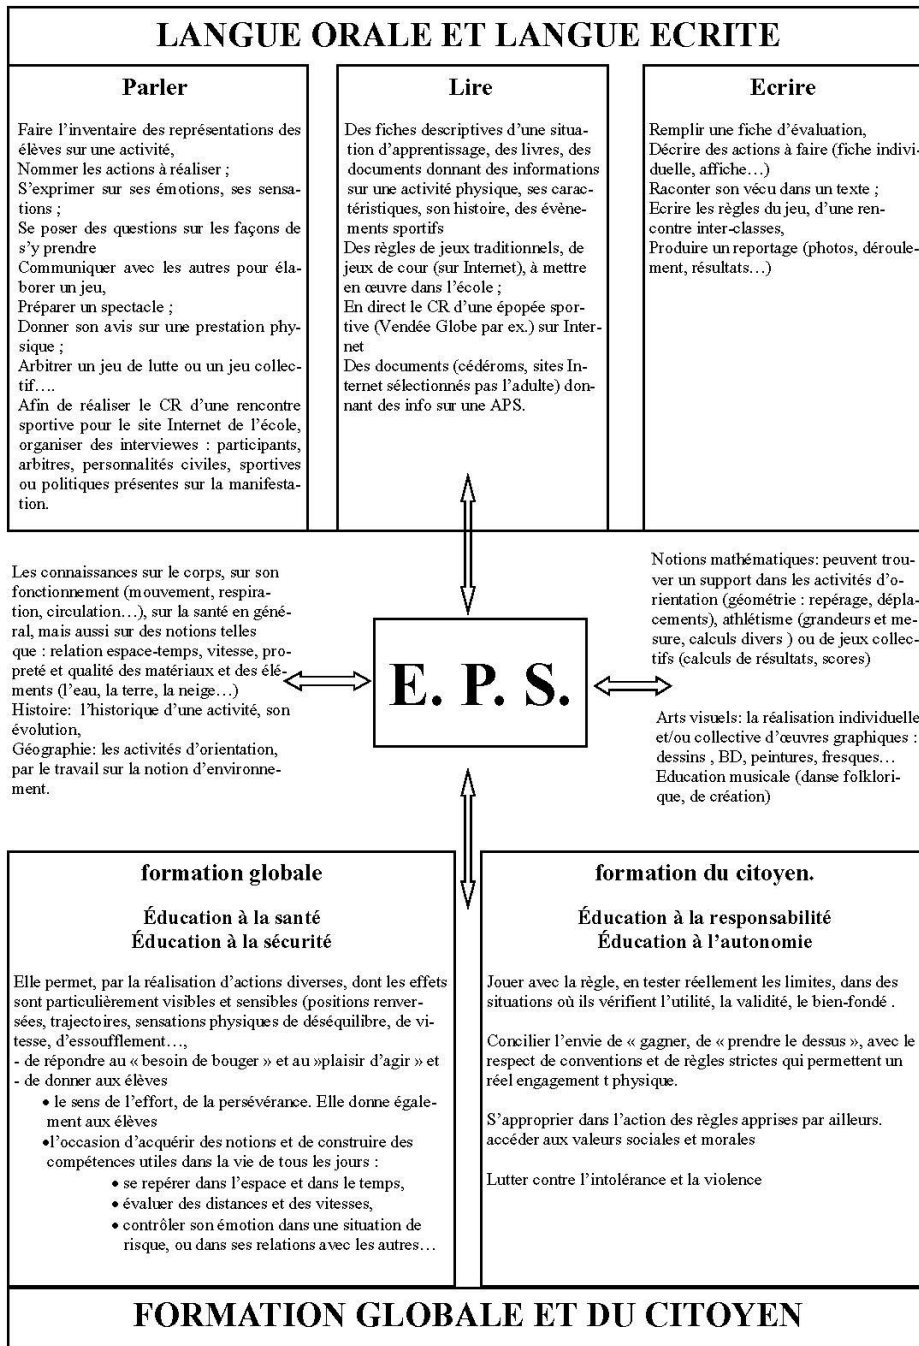 LANGUE ORALE ET LANGUE ECRITE
Parler
Faire l'inventaire des représentations des
élèves sur une activité,
Nommer les actions à réaliser ;
S'exprimer sur ses émotions, ses sensa-
tions ;
Se poser des questions sur les façons de
s'y prendre
Communiquer avec les autres pour éla-
borer un jeu,
Préparer un spectacle ;
Donner son avis sur une prestation phy-
sique ;
Arbitrer un jeu de lutte ou un jeu collec-
tif….
Afin de réaliser le CR d'une rencontre
sportive pour le site Internet de l'école,
organiser des interviewes : participants,
arbitres, personnalités civiles, sportives
ou politiques présentes sur la manifesta-
tion.
Lire
Des fiches descriptives d'une situa-
tion d'apprentissage, des livres, des
documents donnant des informations
sur une activité physique, ses carac-
téristiques, son histoire, des évène-
ments sportifs
Des règles de jeux traditionnels, de
jeux de cour (sur Internet), à mettre
en œuvre dans l'école ;
En direct le CR d'une épopée spor-
tive (Vendée Globe par ex.) sur Inter-
net
Des documents (cédéroms, sites In-
ternet sélectionnés pas l'adulte) don-
nant des info sur une APS.
Ecrire
Remplir une fiche d'évaluation,
Décrire des actions à faire (fiche indivi-
duelle, affiche…)
Raconter son vécu dans un texte ;
Ecrire les règles du jeu, d'une ren-
contre inter-classes,
Produire un reportage (photos, déroule-
ment, résultats…)
Les connaissances sur le corps, sur son
fonctionnement (mouvement, respira-
tion, circulation…), sur la santé en géné-
ral, mais aussi sur des notions telles
que : relation espace-temps, vitesse, pro-
preté et qualité des matériaux et des élé-
ments (l'eau, la terre, la neige…)
Histoire: l'historique d'une activité, son
évolution,
Géographie: les activités d'orientation,
par le travail sur la notion d'environne-
ment.
E. P. S.
Notions mathématiques: peuvent trou-
ver un support dans les activités d'o-
rientation (géométrie : repérage, dépla-
cements), athlétisme (grandeurs et me-
sure, calculs divers ) ou de jeux collec-
tifs (calculs de résultats, scores)
Arts visuels: la réalisation individuelle
et/ou collective d'œuvres graphiques :
dessins , BD, peintures, fresques…
Education musicale (danse folklori-
que, de création)
formation globale
Éducation à la santé
Éducation à la sécurité
Elle permet, par la réalisation d'actions diverses, dont les effets
sont particulièrement visibles et sensibles (positions renver-
sées, trajectoires, sensations physiques de déséquilibre, de vi-
tesse, d'essoufflement…,
- de répondre au « besoin de bouger » et au »plaisir d'agir » et
- de donner aux élèves
• le sens de l'effort, de la persévérance. Elle donne égale-
ment aux élèves
•l'occasion d'acquérir des notions et de construire des
compétences utiles dans la vie de tous les jours :
• se repérer dans l'espace et dans le temps,
• évaluer des distances et des vitesses,
• contrôler son émotion dans une situation de
risque, ou dans ses relations avec les autres…
formation du citoyen.
Éducation à la responsabilité
Éducation à l'autonomie
Jouer avec la règle, en tester réellement les limites, dans des
situations où ils vérifient l'utilité, la validité, le bien-fondé .
Concilier l'envie de « gagner, de « prendre le dessus », avec le
respect de conventions et de règles strictes qui permettent un
réel engagement t physique.
S'approprier dans l'action des règles apprises par ailleurs.
accéder aux valeurs sociales et morales
Lutter contre l'intolérance et la violence
FORMATION GLOBALE ET DU CITOYEN